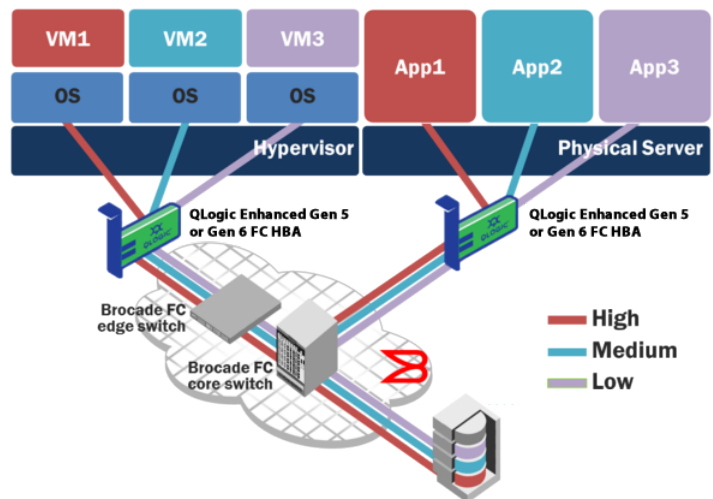 VM1
VM2
VM3
OS
OS
OS
Hypervisor
App1
App2
App3
Physical Server
QLogic Enhanced Gen 5
or Gen 6 FC HBA
QLOGIC
QLogic Enhanced Gen 5
or Gen 6 FC HBA
QLOGIC
Brocade FC
edge switch
Brocade FC
core switch
High
Medium
Low